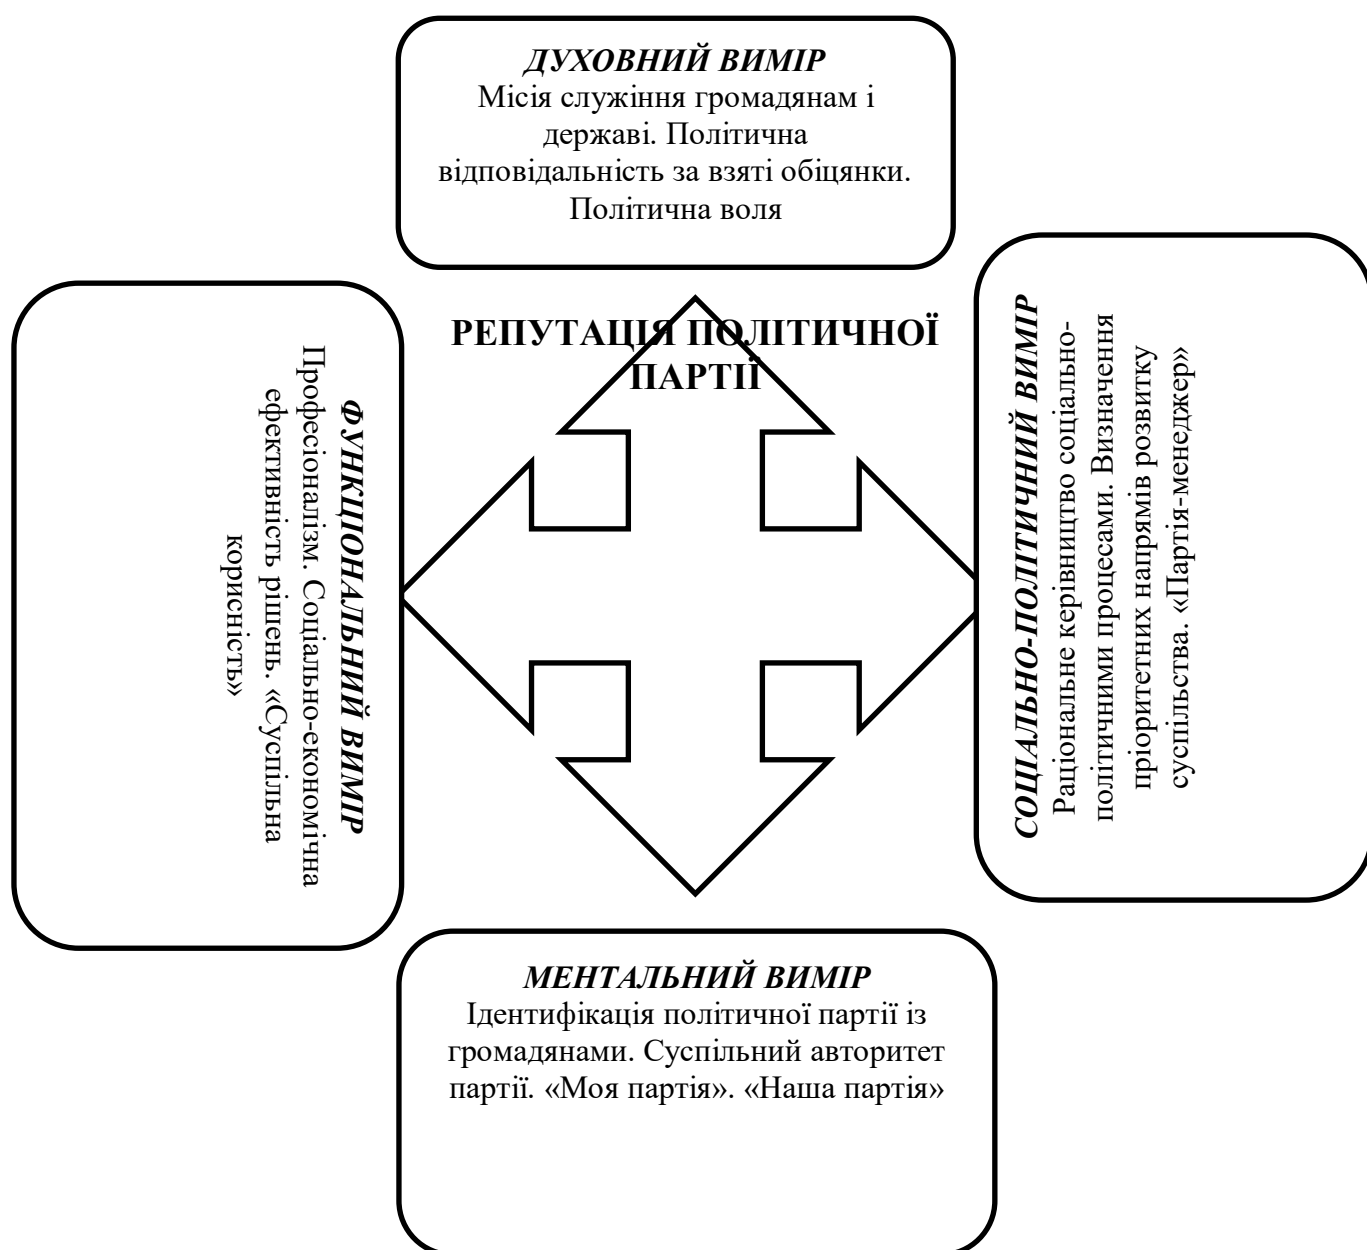 ДУХОВНИЙ ВИМІР
Місія служіння громадянам і
державі. Політична
відповідальність за взяті обіцянки.
Політична воля
РЕПУТАЦІЯ ПОЛІТИЧНОЇ
ПАРТІЇ
ФУНКЦІОНАЛЬНИЙ ВИМІР
Професіоналізм. Соціально-економічна
ефективність рішень. «Суспільна
корисність»
СОЦІАЛЬНО-ПОЛІТИЧНИЙ ВИМІР
Раціональне керівництво соціально-
політичними процесами. Визначення
пріоритетних напрямів розвитку
суспільства. «Партія-менеджер»
МЕНТАЛЬНИЙ ВИМІР
Ідентифікація політичної партії із
громадянами. Суспільний авторитет
партії. «Моя партія». «Наша партія»